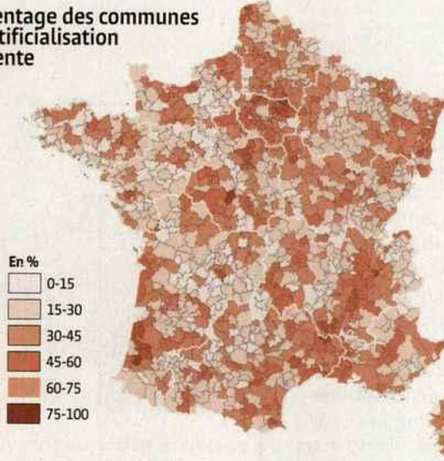 entage des communes
tificialisation
ente
En %
0-15
15-30
30-45
45-60
60-75
75-100